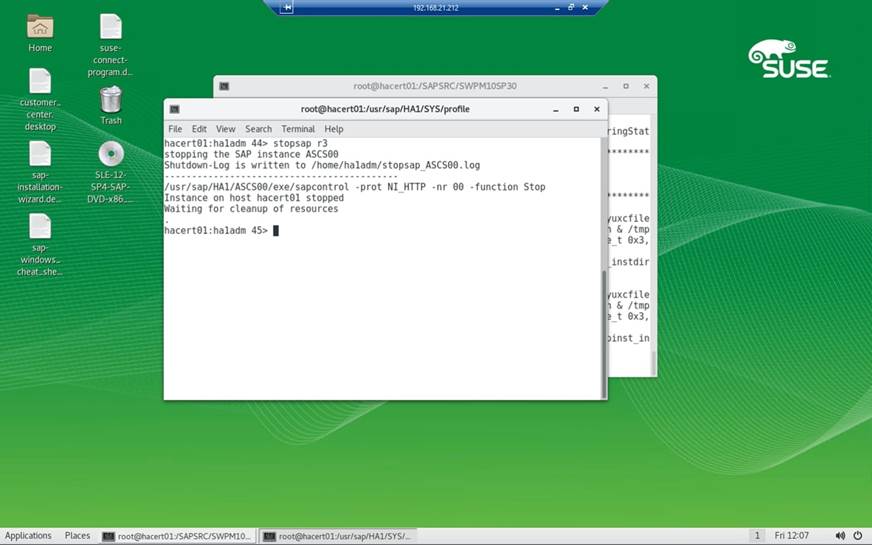 192.168.21.212
Home
suse-
connect-
program.d...
customer_
center.
desktop
Trash
sap-
installation-
wizard.de...
SLE-12-
SP4-SAP-
DVD-x86_...
sap-
windows_
cheat_she...
SUSE
root@hacert01:/SAPSRC/SWPM10SP30
root@hacert01:/usr/sap/HA1/SYS/profile
File Edit View Search Terminal Help
hacert01:ha1adm 44> stopsap r3
stopping the SAP instance ASCS00
Shutdown-Log is written to /home/ha1adm/stopsap_ASCS00.log
-------------------------------------------
/usr/sap/HA1/ASCS00/exe/sapcontrol -prot NI_HTTP -nr 00 -function Stop
Instance on host hacert01 stopped
Waiting for cleanup of resources
.
hacert01:ha1adm 45>
ringStat
********
********
yuxcfile
n & /tmp
e_t 0x3,
_instdir
yuxcfile
n & /tmp
e_t 0x3,
pinst_in
Applications Places root@hacert01:/SAPSRC/SWPM10... root@hacert01:/usr/sap/HA1/SYS/... 1 Fri 12:07